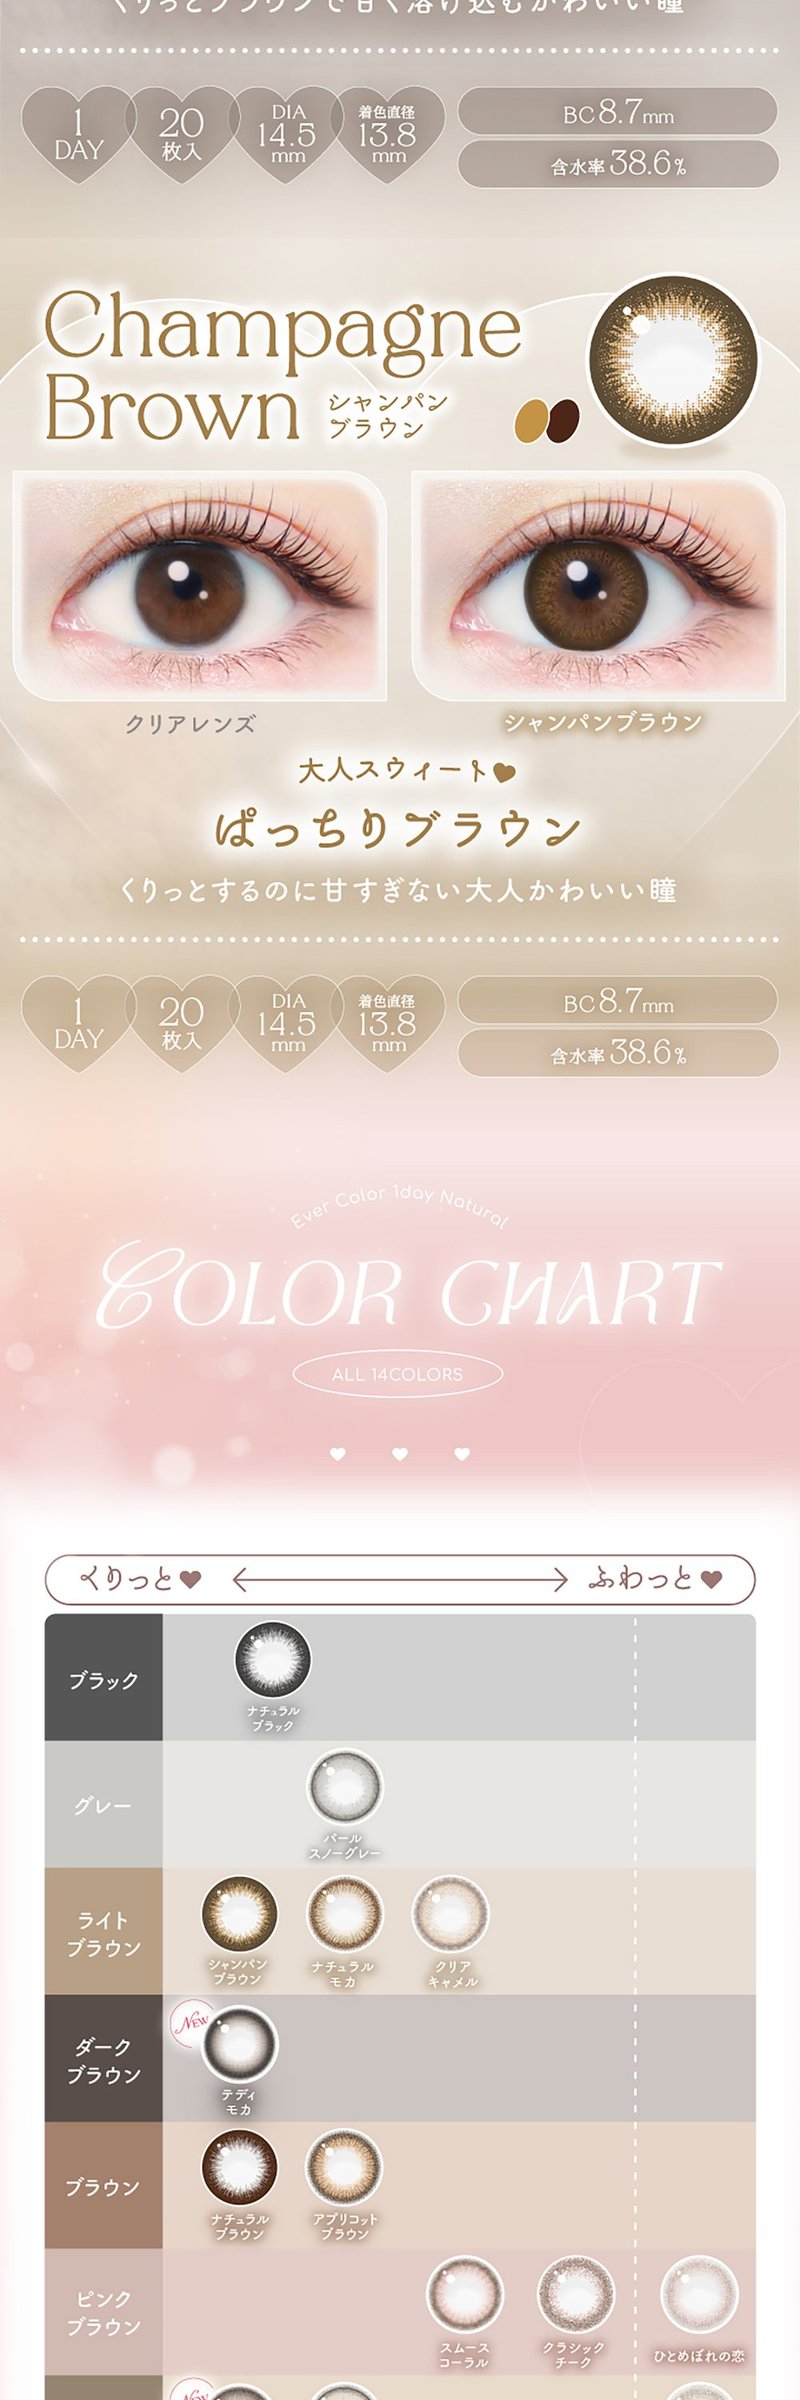 くりっとブラウンで甘く溶け込むかわいい瞳
1
DAY
20
枚入
DIA
14.5
mm
着色直径
13.8
mm
BC 8.7mm
含水率 38.6%
Champagne
Brown
シャンパン
ブラウン
クリアレンズ
シャンパンブラウン
大人スウィート♥
ぱっちりブラウン
くりっとするのに甘すぎない大人かわいい瞳
1
DAY
20
枚入
DIA
14.5
mm
着色直径
13.8
mm
BC 8.7mm
含水率 38.6%
Ever Color 1day Natural
COLOR CHART
ALL 14COLORS
くりっと♥
ふわっと♥
ブラック
ナチュラル
ブラック
グレー
パール
スノーグレー
ライト
ブラウン
シャンパン
ブラウン
ナチュラル
モカ
クリア
キャメル
ダーク
ブラウン
NEW
テディ
モカ
ブラウン
ナチュラル
ブラウン
アプリコット
ブラウン
ピンク
ブラウン
スムース
コーラル
クラシック
チーク
ひとめぼれの恋
NEW